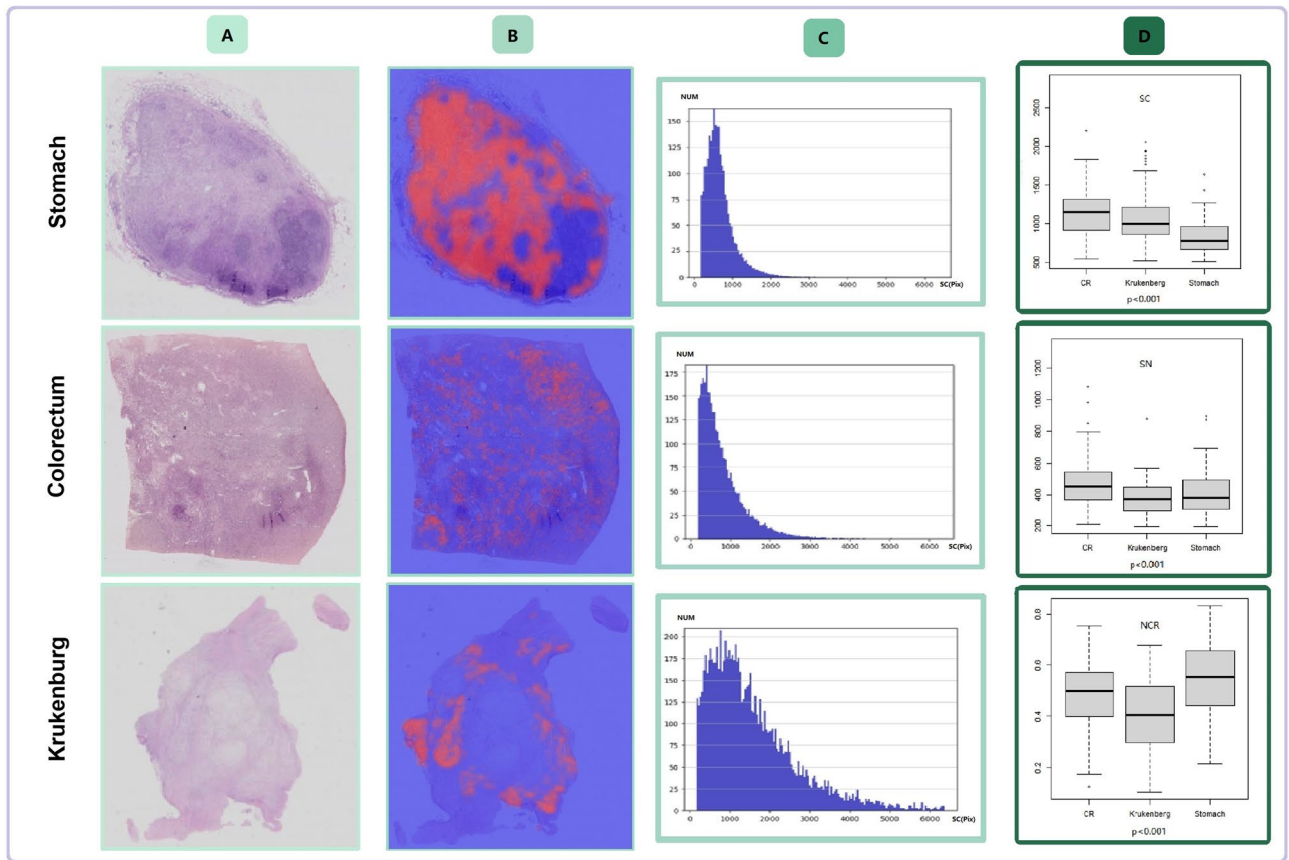 A
B
C
D
Stomach
NUM
150
125
100
75
50
25
0
0 1000 2000 3000 4000 5000 6000 SC(Pix)
SC
2500
2000
1500
1000
500
CR Krukenberg Stomach
p<0.001
Colorectum
NUM
175
150
125
100
75
50
25
0
0 1000 2000 3000 4000 5000 6000 SC(Pix)
SN
1200
1000
800
600
400
200
CR Krukenberg Stomach
p<0.001
Krukenburg
NUM
200
175
150
125
100
75
50
25
0
0 1000 2000 3000 4000 5000 6000 SC(Pix)
NCR
0.8
0.6
0.4
0.2
CR Krukenberg Stomach
p<0.001